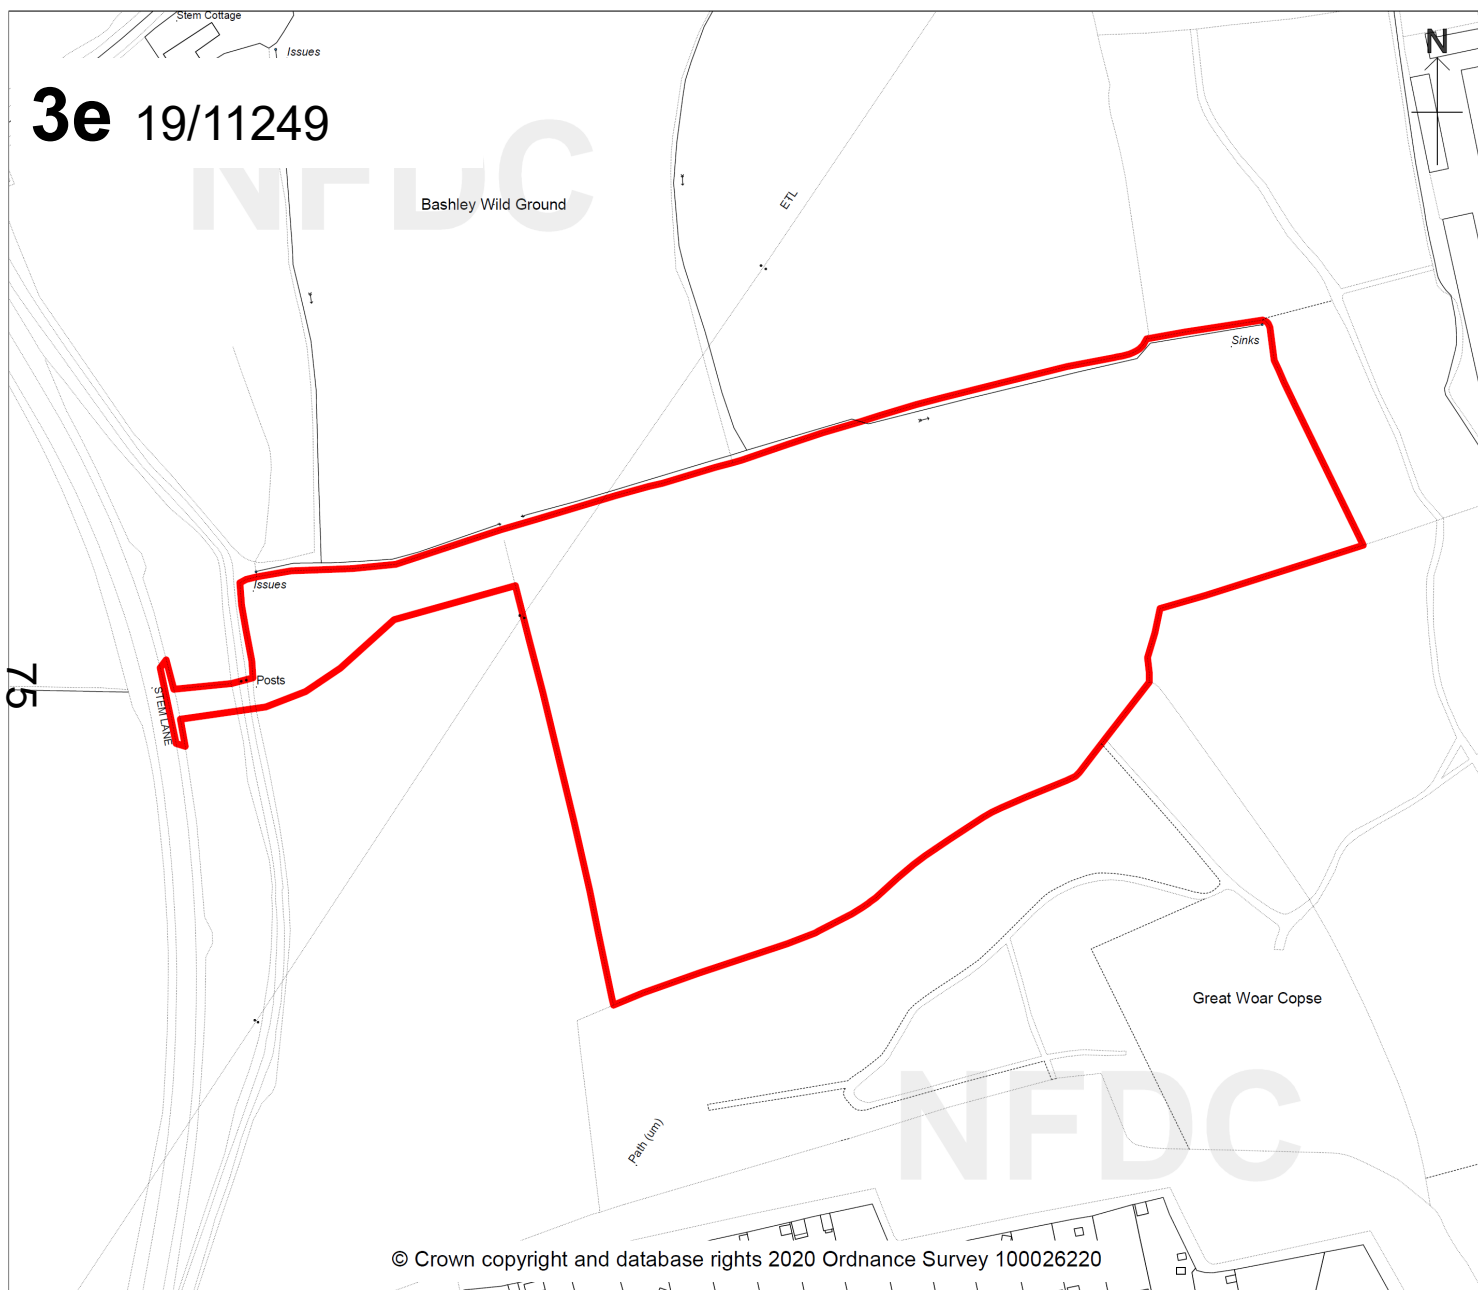 Stem Cottage
Issues
N
3e 19/11249
NFDC
Bashley Wild Ground
ETL
Sinks
Issues
75
Posts
STEM LANE
Great Woar Copse
NFDC
Path (um)
© Crown copyright and database rights 2020 Ordnance Survey 100026220